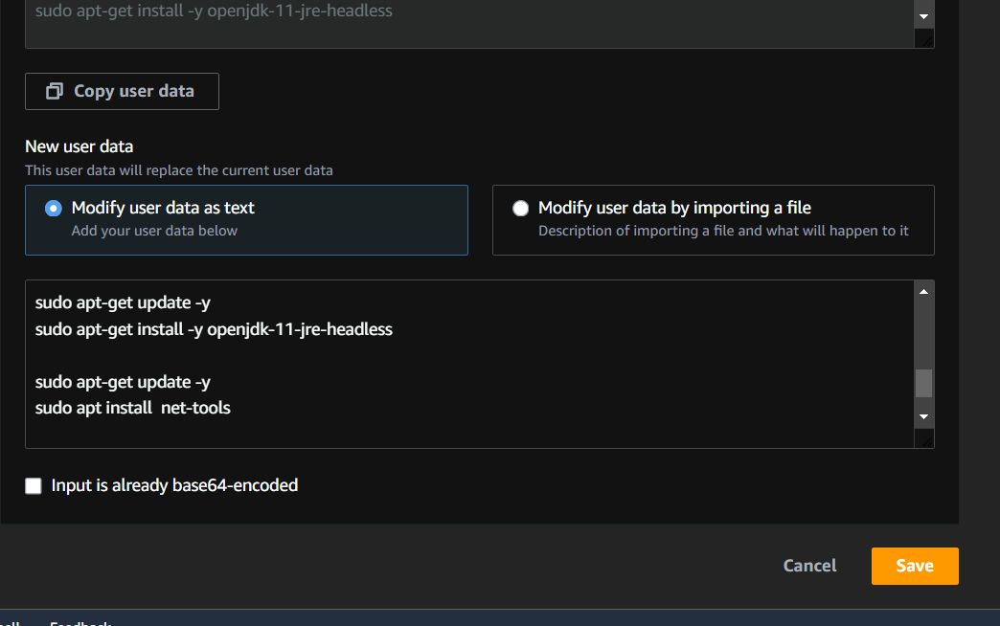 sudo apt-get install -y openjdk-11-jre-headless
Copy user data
New user data
This user data will replace the current user data
Modify user data as text
Add your user data below
Modify user data by importing a file
Description of importing a file and what will happen to it
sudo apt-get update -y
sudo apt-get install -y openjdk-11-jre-headless
sudo apt-get update -y
sudo apt install  net-tools
Input is already base64-encoded
Cancel
Save
Feedback